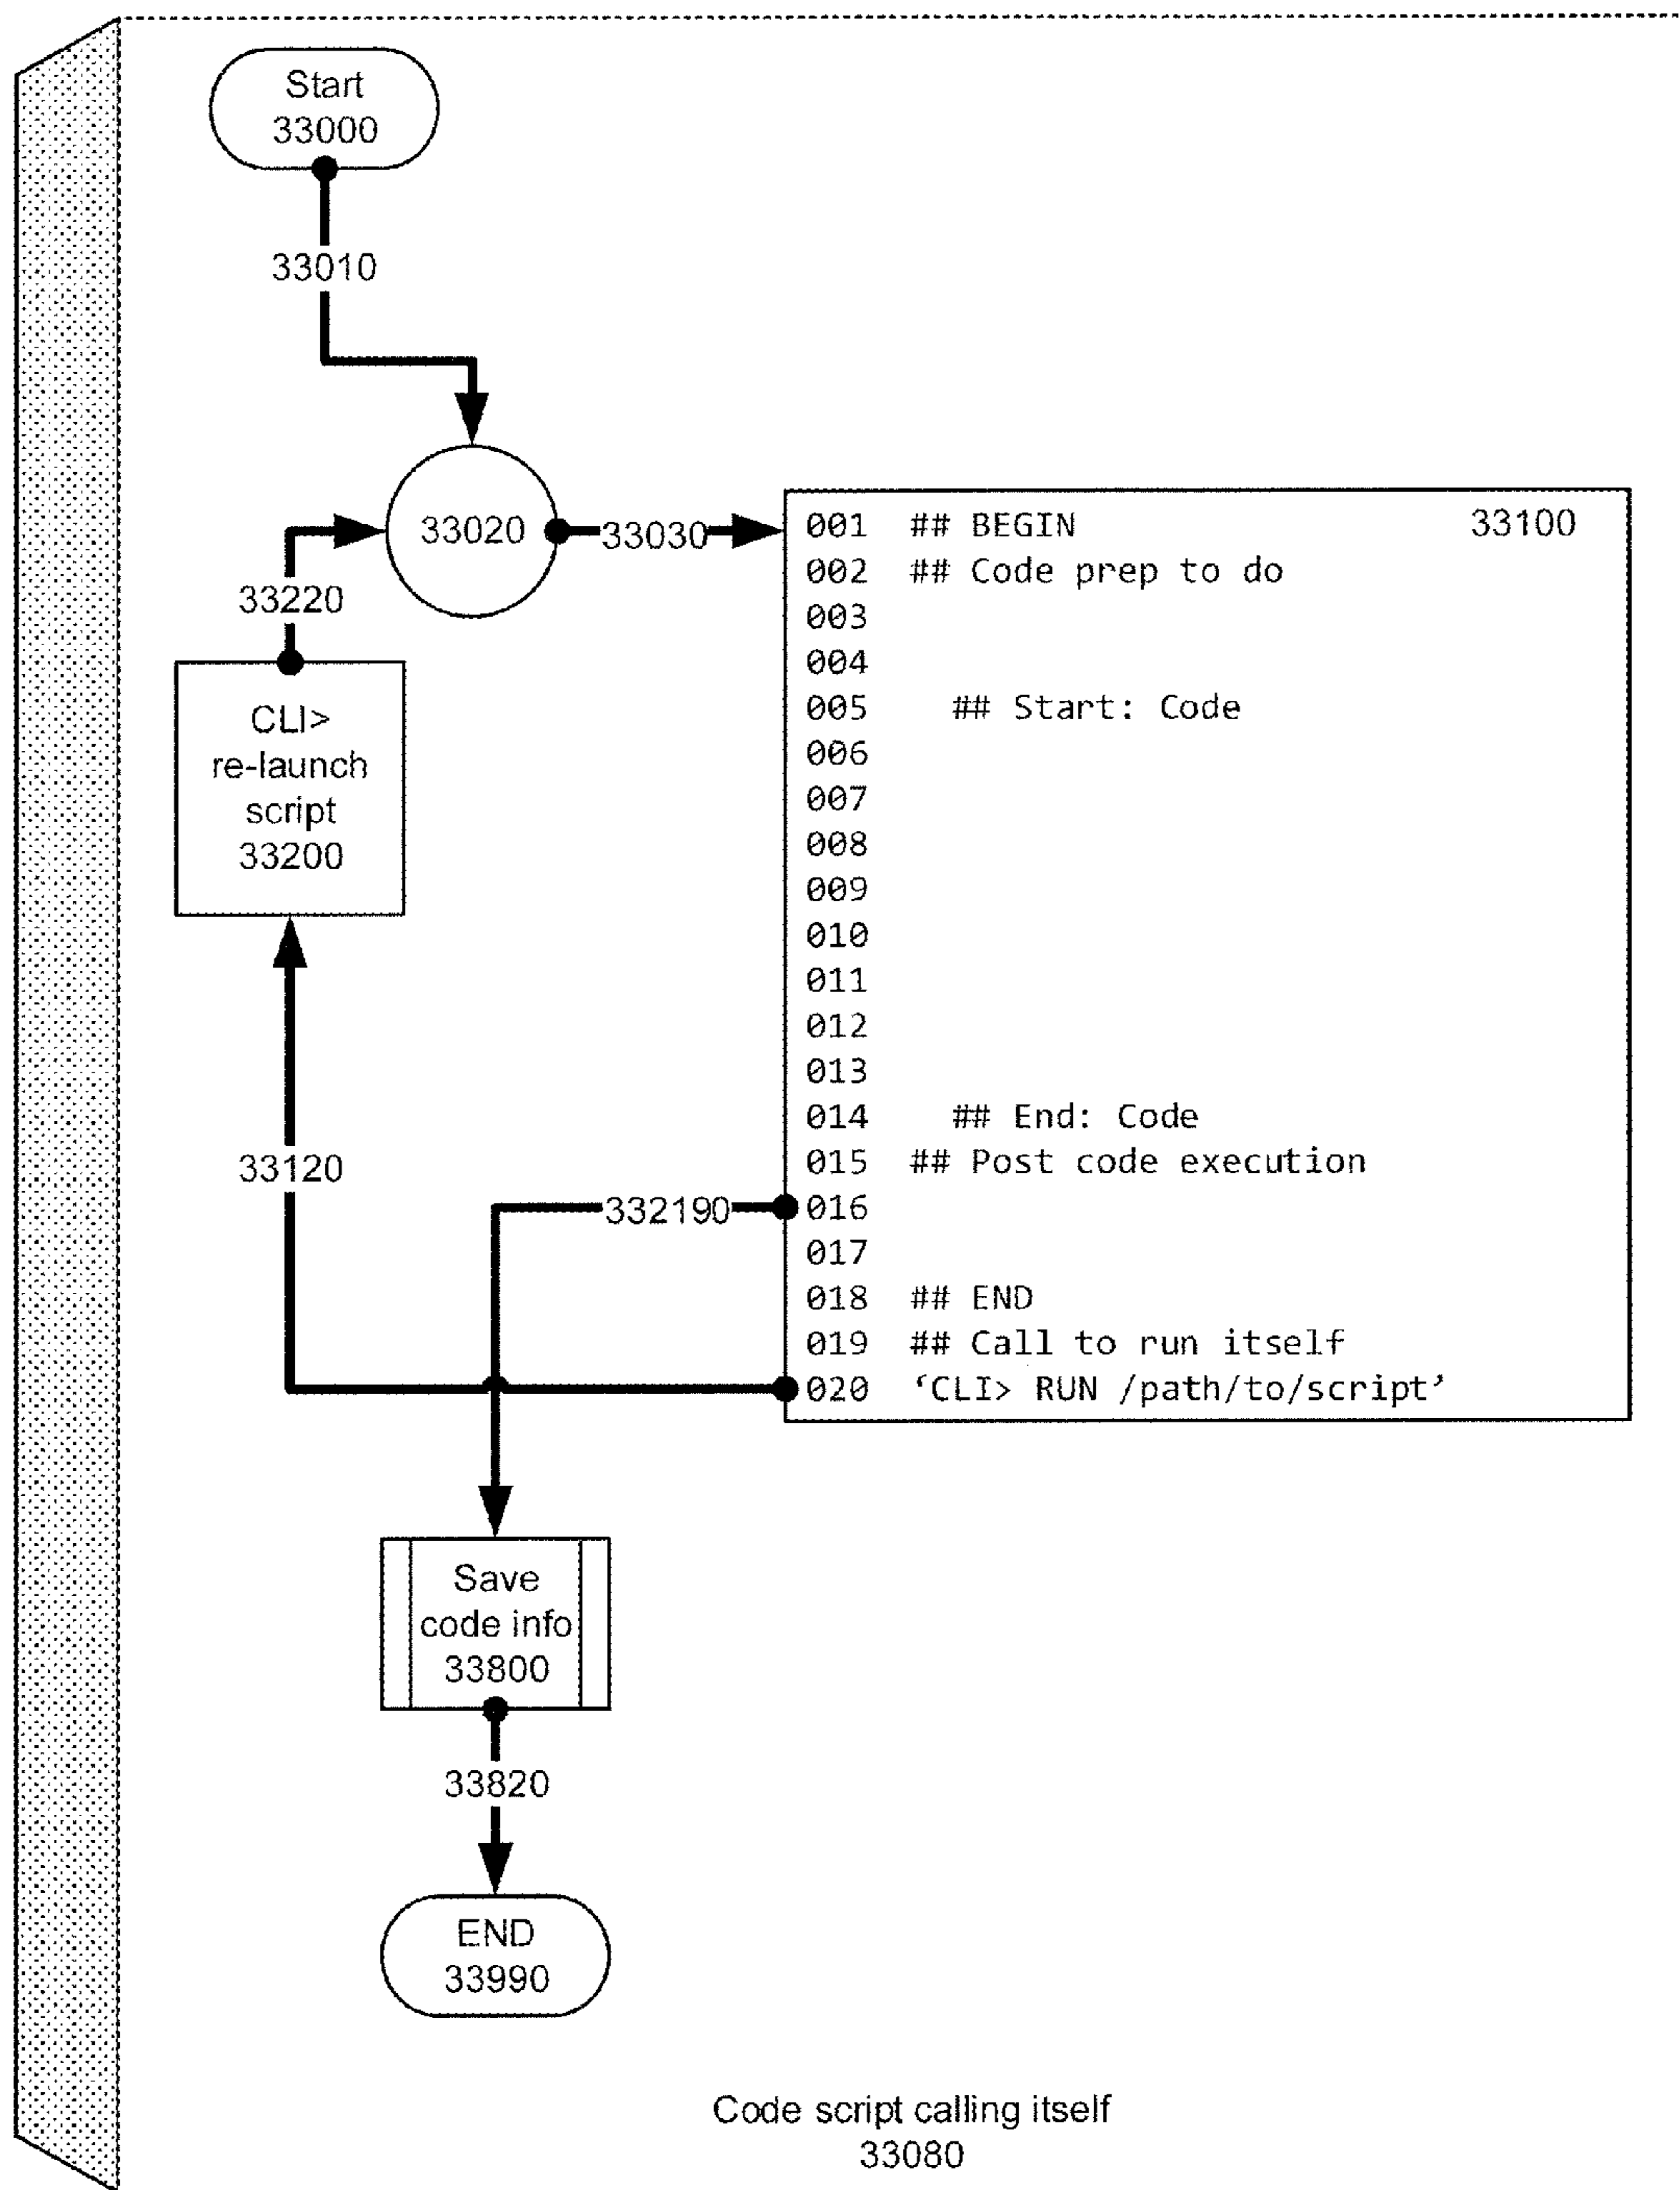 Start
33000
33010
33020
33030
33220
CLI>
re-launch
script
33200
33120
001 ## BEGIN 33100
002 ## Code prep to do
003
004
005 ## Start: Code
006
007
008
009
010
011
012
013
014 ## End: Code
015 ## Post code execution
016
017
018 ## END
019 ## Call to run itself
020 ‘CLI> RUN /path/to/script’
332190
Save
code info
33800
33820
END
33990
Code script calling itself
33080